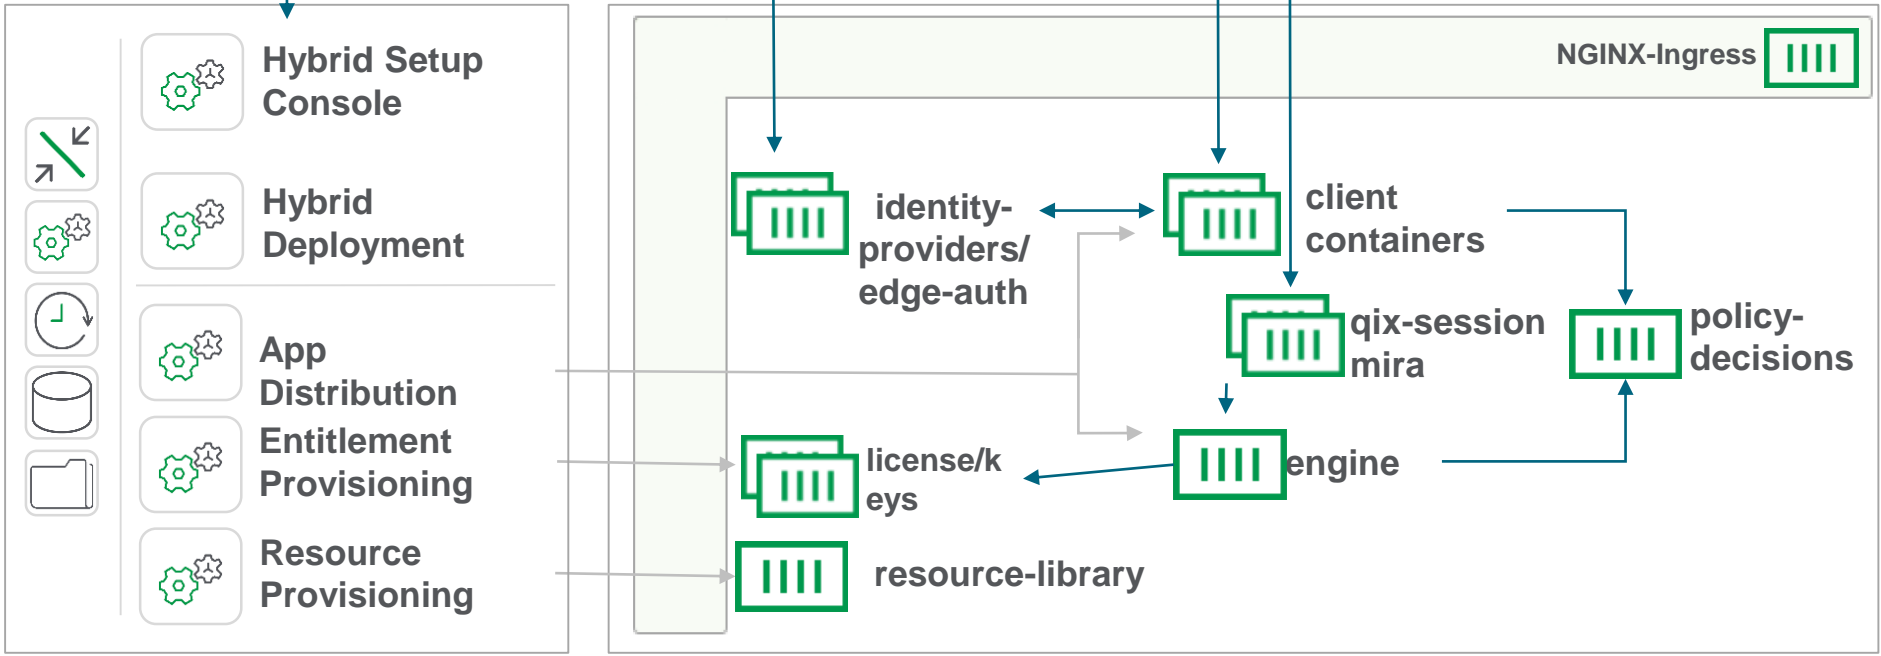 Hybrid Setup
Console
Hybrid
Deployment
App
Distribution
Entitlement
Provisioning
Resource
Provisioning
NGINX-Ingress
identity-
providers/
edge-auth
client
containers
qix-session
mira
policy-
decisions
license/k
eys
engine
resource-library